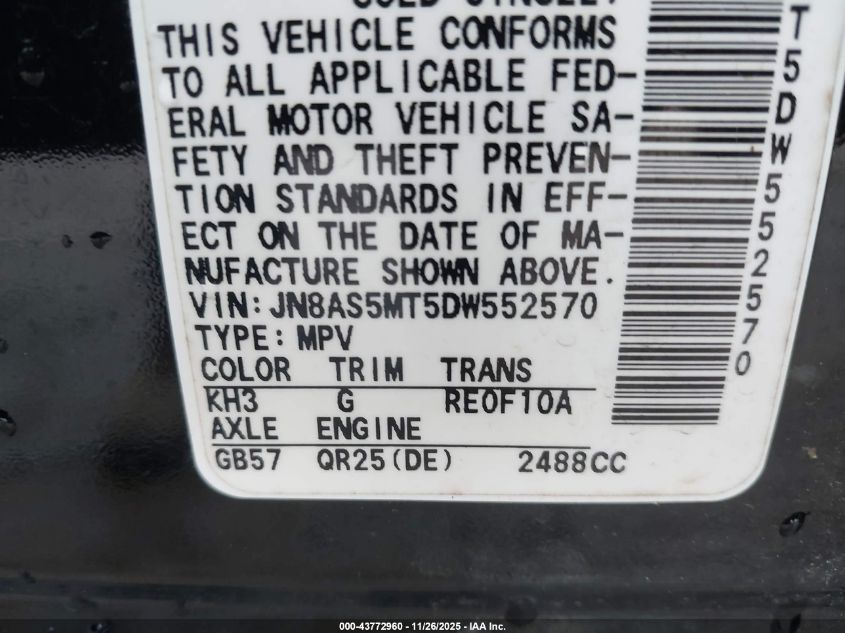 THIS VEHICLE CONFORMS
TO ALL APPLICABLE FED-
ERAL MOTOR VEHICLE SA-
FETY AND THEFT PREVEN-
TION STANDARDS IN EFF-
ECT ON THE DATE OF MA-
NUFACTURE SHOWN ABOVE.
VIN:JN8AS5MT5DW552570
TYPE:MPV
COLOR TRIM TRANS
KH3 G RE0F10A
AXLE ENGINE
GB57 QR25(DE) 2488CC
T5DW552570
000-43772960 - 11/26/2025 - IAA Inc.